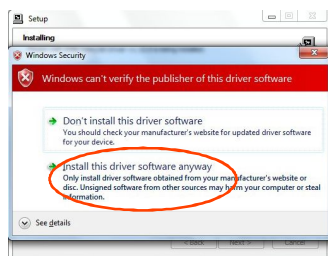 Setup
Installing
Windows Security
Windows can't verify the publisher of this driver software
Don't install this driver software
You should check your manufacturer's website for updated driver software
for your device.
Install this driver software anyway
Only install driver software obtained from your manufacturer's website or
disc. Unsigned software from other sources may harm your computer or steal
information.
See details
< Back Next > Cancel